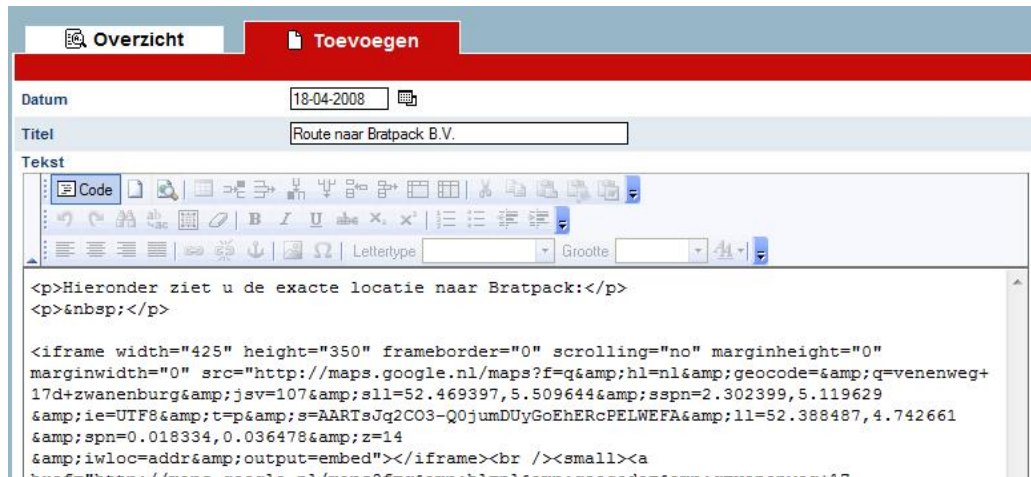 Overzicht
Toevoegen
Datum
18-04-2008
Titel
Route naar Bratpack B.V.
Tekst
Code
Lettertype
Grootte
<p>Hieronder ziet u de exacte locatie naar Bratpack:</p>
<p>&nbsp;</p>
<iframe width="425" height="350" frameborder="0" scrolling="no" marginheight="0"
marginwidth="0" src="http://maps.google.nl/maps?f=q&amp;hl=nl&amp;geocode=&amp;q=venenweg+
17d+zwanenburg&amp;jsv=107&amp;sll=52.469397,5.509644&amp;sspn=2.302399,5.119629
&amp;ie=UTF8&amp;t=p&amp;s=AARTsJq2CO3-Q0jumDUyGoEhERcPELWEFA&amp;ll=52.388487,4.742661
&amp;spn=0.018334,0.036478&amp;z=14
&amp;iwloc=addr&amp;output=embed"></iframe><br /><small><a